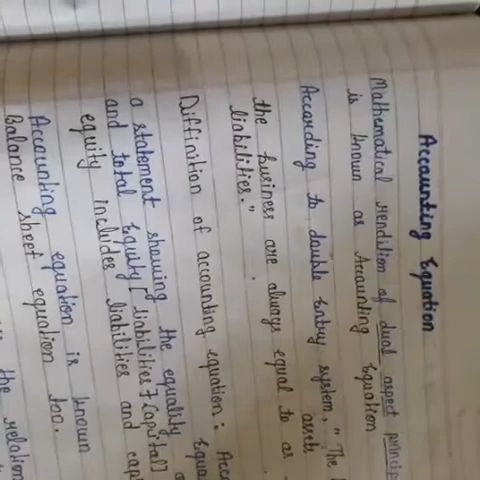 Accounting Equation
Mathematical rendition of dual aspect
is known as Accounting Equation
According to double Entry system, " The
assets
the business are always equal to as
liabilities."
Diffinition of accounting equation :
a statement showing the equality
and total Equity [ liabilities + Capital ]
equity includes liabilities and
Accounting equation is known
Balance sheet equation too.
the